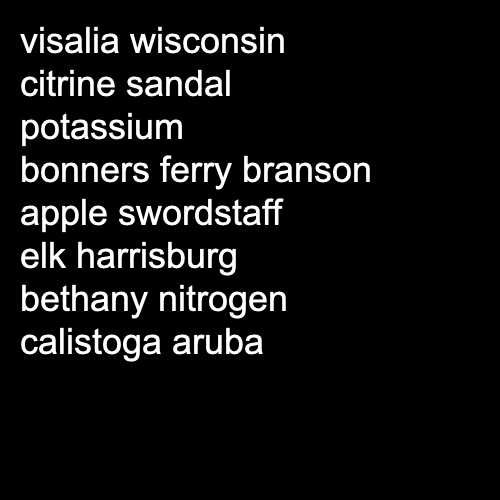 visalia wisconsin
citrine sandal
potassium
bonners ferry branson
apple swordstaff
elk harrisburg
bethany nitrogen
calistoga aruba